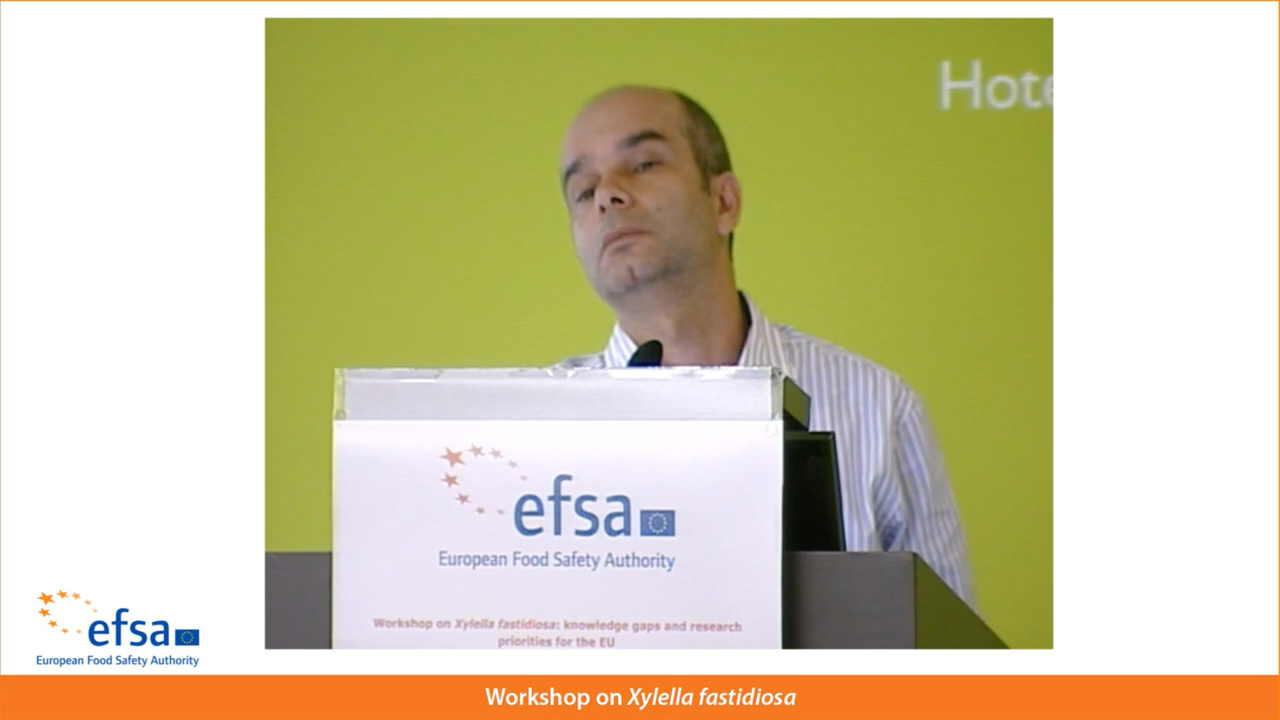 Hote
efsa
European Food Safety Authority
Workshop on Xylella fastidiosa: knowledge gaps and research
priorities for the EU
efsa
European Food Safety Authority
Workshop on Xylella fastidiosa